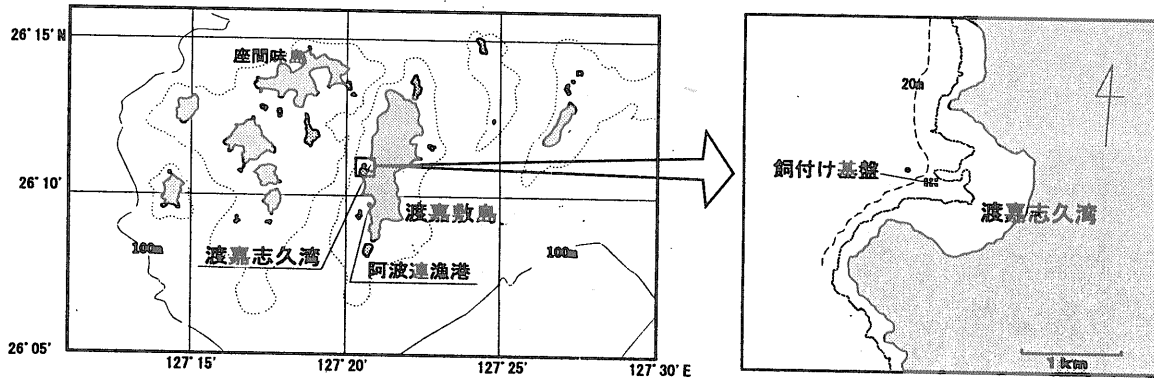 26° 15′ N
座間味島
26° 10′
渡嘉敷島
100m
渡嘉志久湾
100m
阿波連漁港
26° 05′
127° 15′
127° 20′
127° 25′
127° 30′ E
20m
餌付け基盤
渡嘉志久湾
1 km